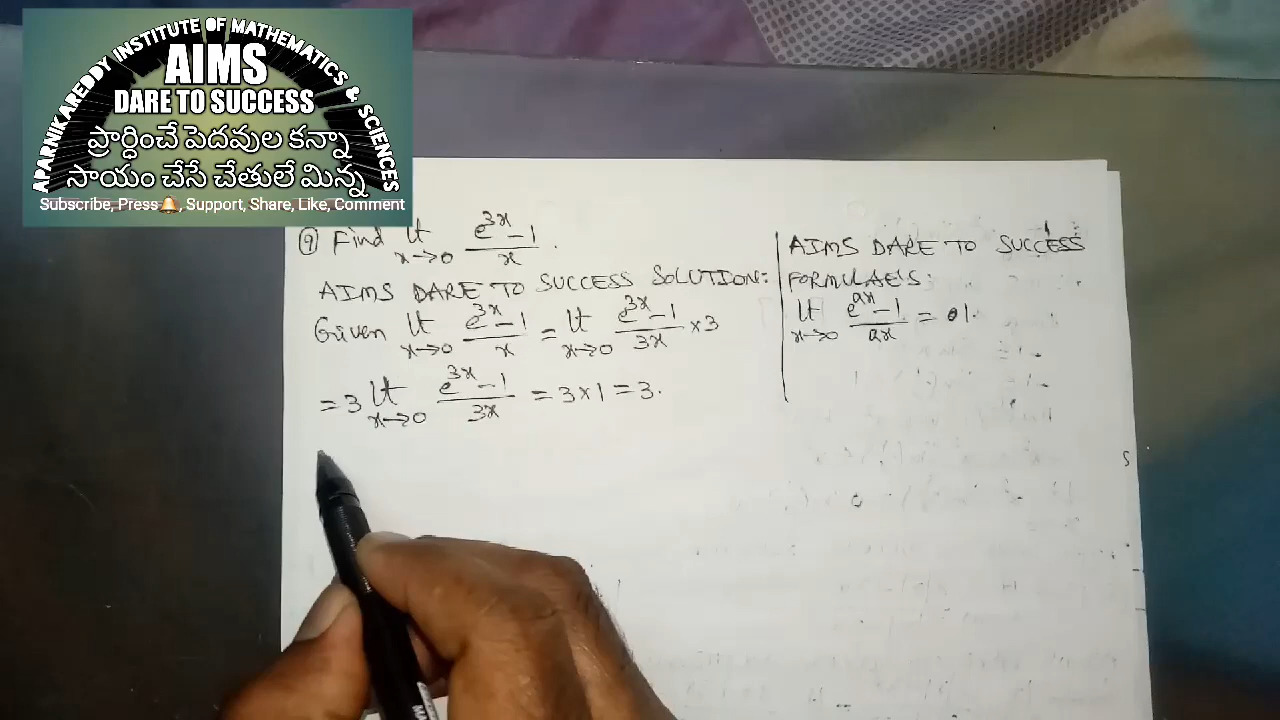 APARNIKAREDDY INSTITUTE OF MATHEMATICS & SCIENCES
AIMS
DARE TO SUCCESS
ప్రార్ధించే పెదవుల కన్నా
సాయం చేసే చేతులే మిన్న
Subscribe, Press🔔, Support, Share, Like, Comment
⑨ Find lt x→0 (e^{3x}-1)/x.
AIMS DARE TO SUCCESS SOLUTION:
Given lt x→0 (e^{3x}-1)/x = lt x→0 (e^{3x}-1)/3x ×3
= 3 lt x→0 (e^{3x}-1)/3x = 3×1 = 3.
AIMS DARE TO SUCCESS
FORMULAE'S:
lt x→0 (e^{ax}-1)/ax = 1.